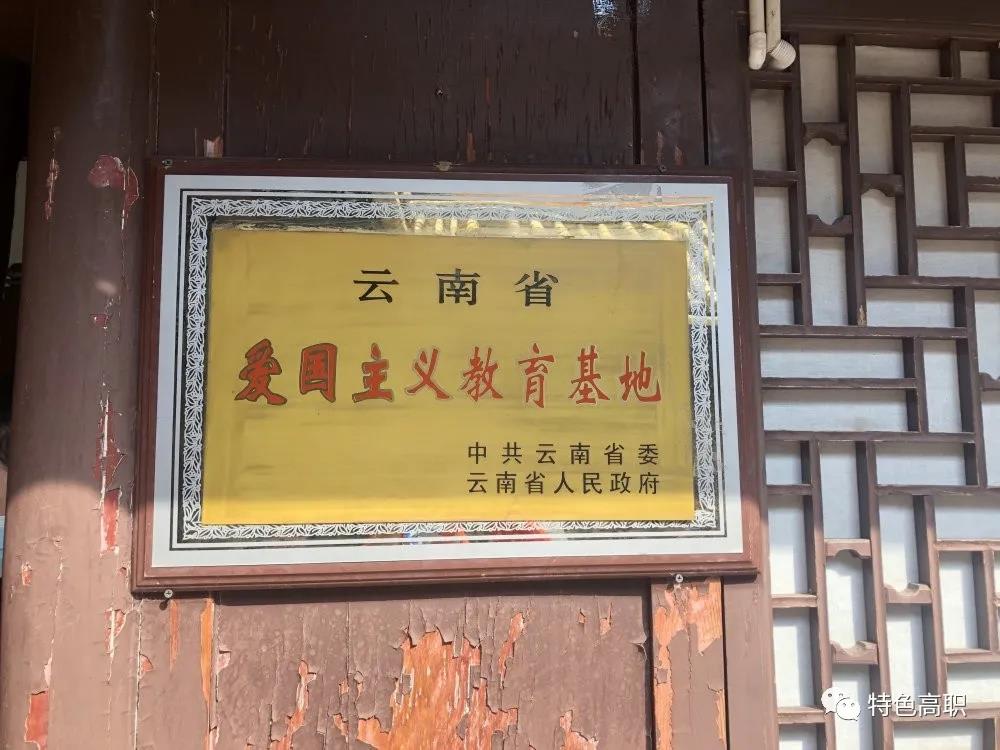 云南省
爱国主义教育基地
中共云南省委
云南省人民政府
特色高职